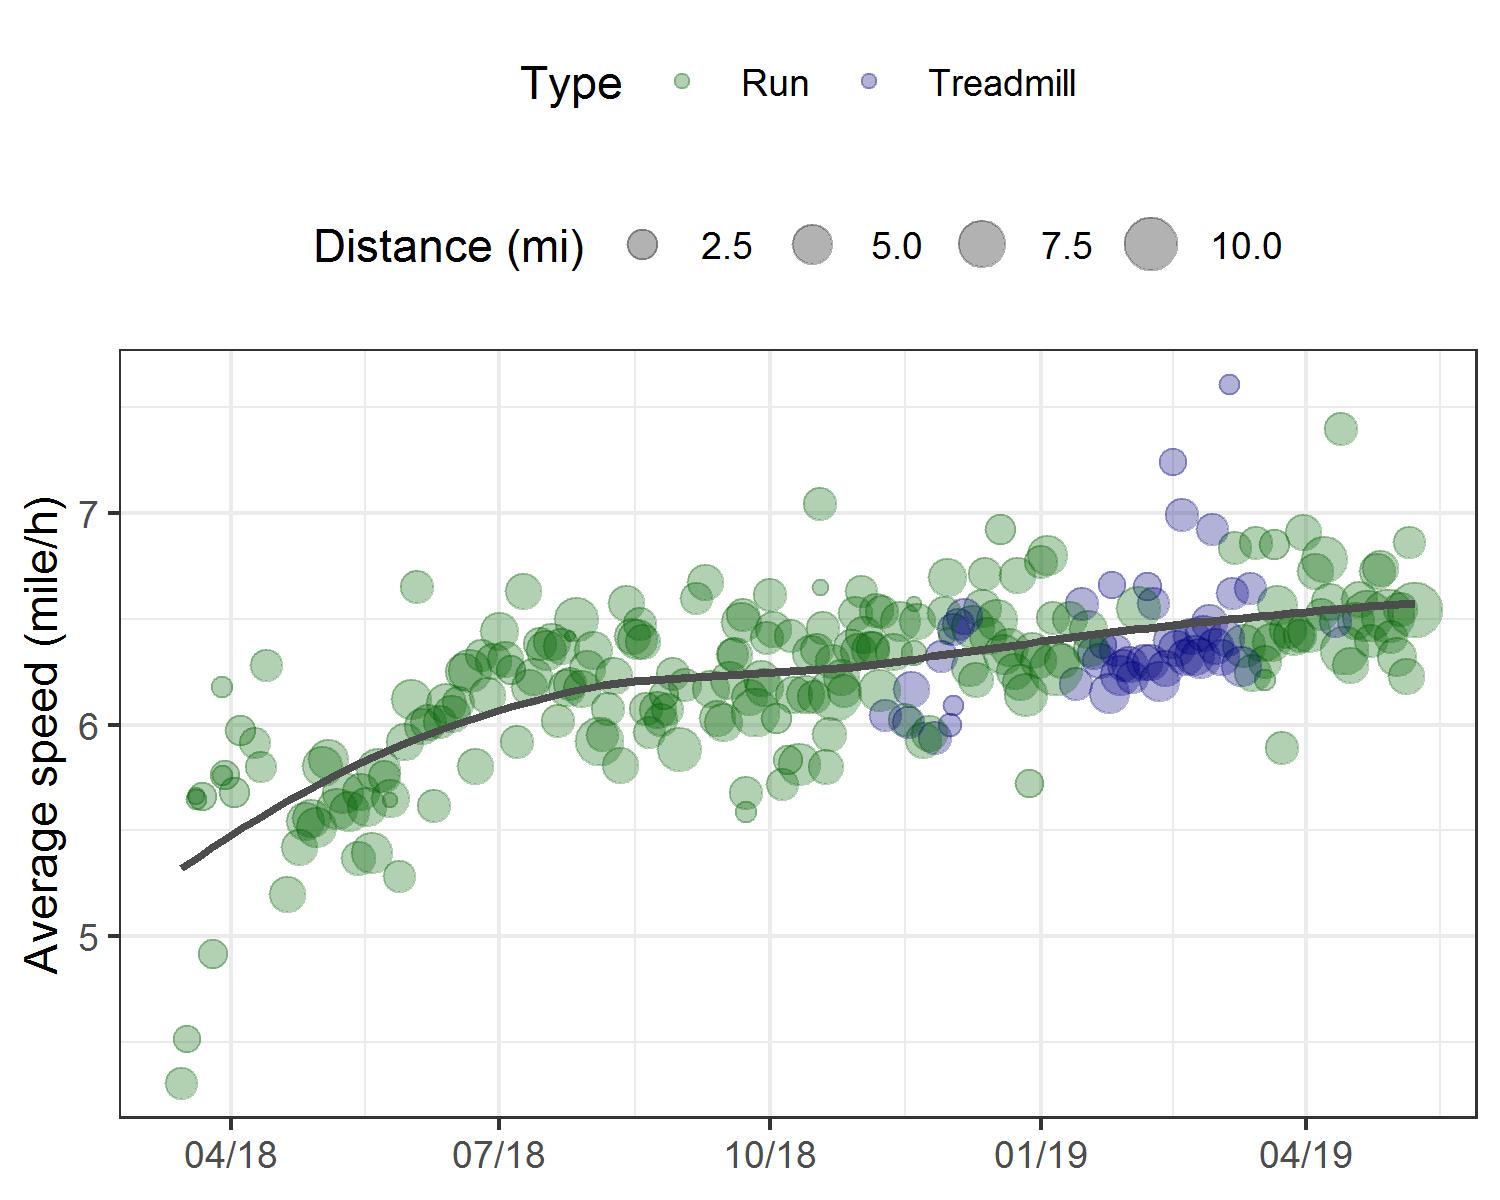 Type Run Treadmill
Distance (mi) 2.5 5.0 7.5 10.0
Average speed (mile/h)
7
6
5
04/18 07/18 10/18 01/19 04/19